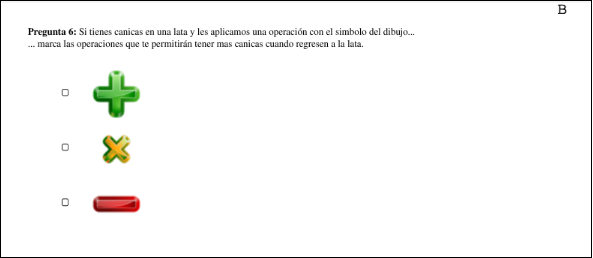 B
Pregunta 6: Si tienes canicas en una lata y les aplicamos una operación con el simbolo del dibujo...
... marca las operaciones que te permitirán tener mas canicas cuando regresen a la lata.